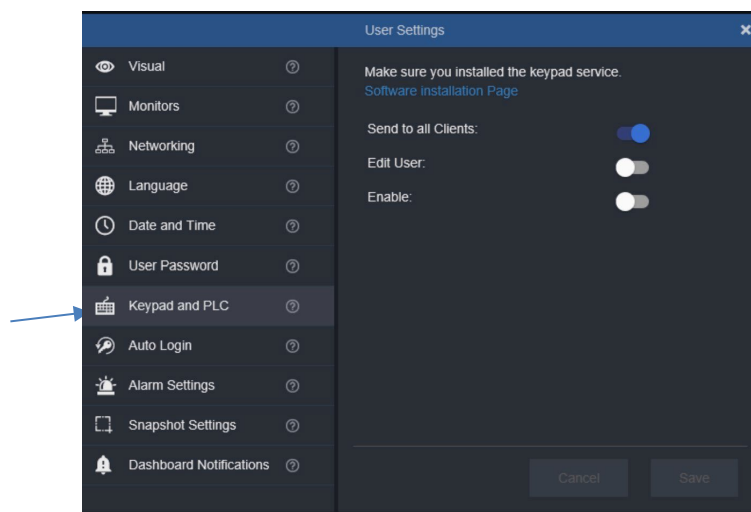 User Settings
Visual
Monitors
Networking
Language
Date and Time
User Password
Keypad and PLC
Auto Login
Alarm Settings
Snapshot Settings
Dashboard Notifications
Make sure you installed the keypad service.
Software installation Page
Send to all Clients:
Edit User:
Enable:
Cancel
Save